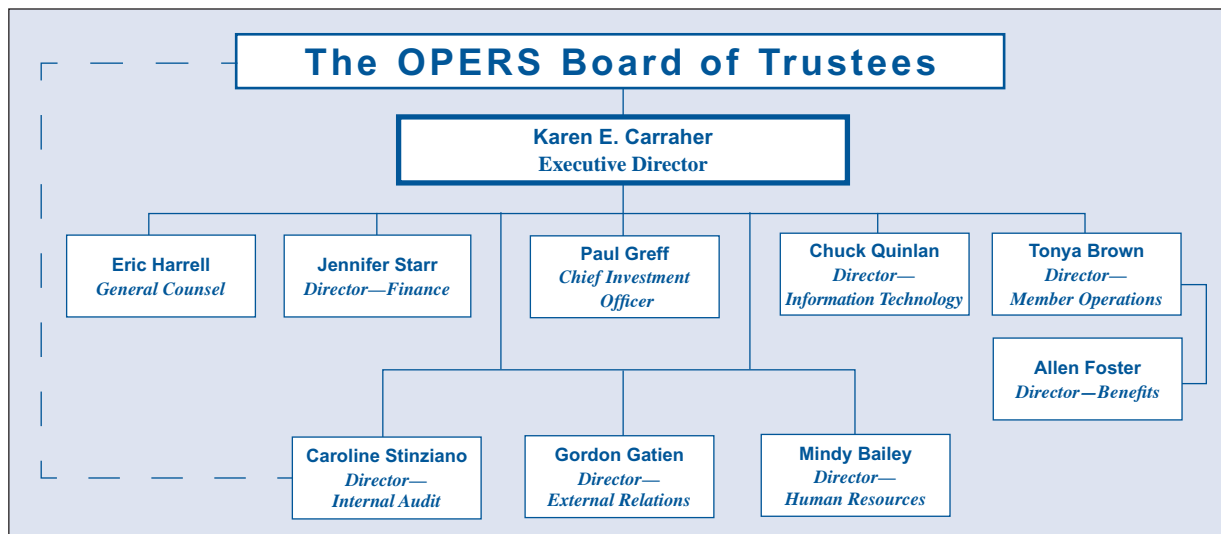 The OPERS Board of Trustees
Karen E. Carraher
Executive Director
Eric Harrell
General Counsel
Jennifer Starr
Director—Finance
Paul Greff
Chief Investment
Officer
Chuck Quinlan
Director—
Information Technology
Tonya Brown
Director—
Member Operations
Allen Foster
Director—Benefits
Caroline Stinziano
Director—
Internal Audit
Gordon Gatien
Director—
External Relations
Mindy Bailey
Director—
Human Resources